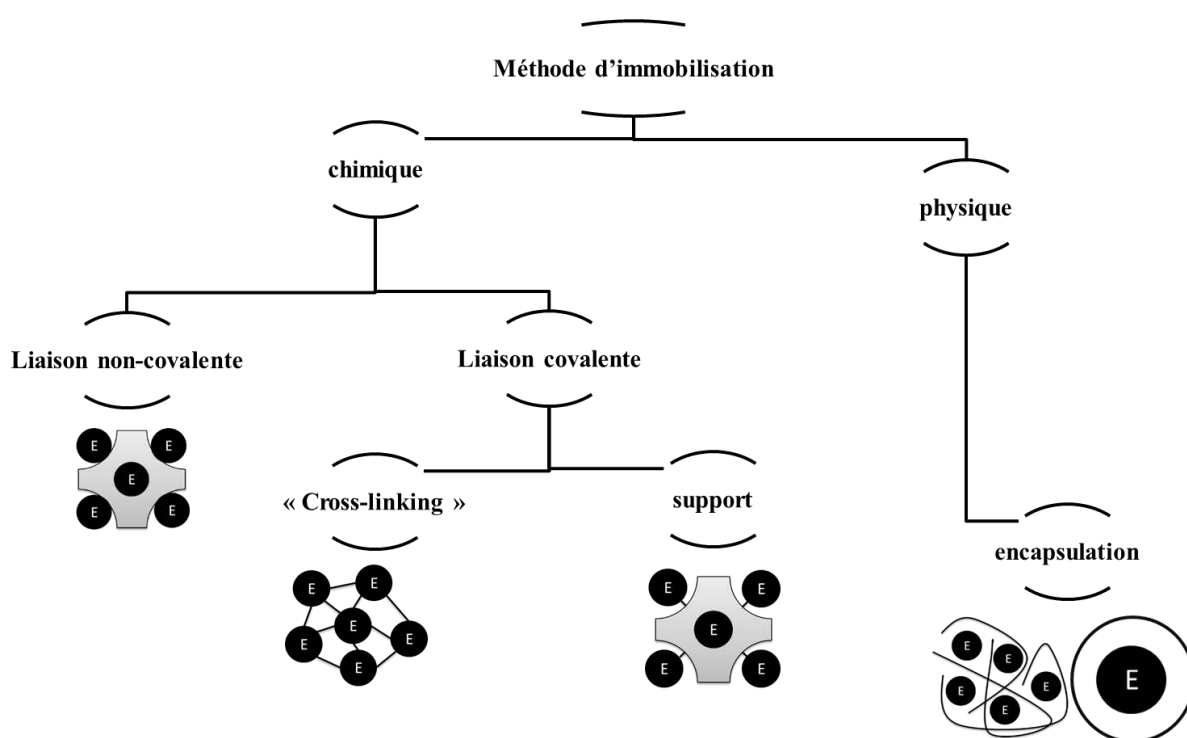 Méthode d'immobilisation
chimique
physique
Liaison non-covalente
Liaison covalente
E E
E
E E
« Cross-linking »
support
encapsulation
E E
E E E
E
E E
E
E E
E E
E E
E
E